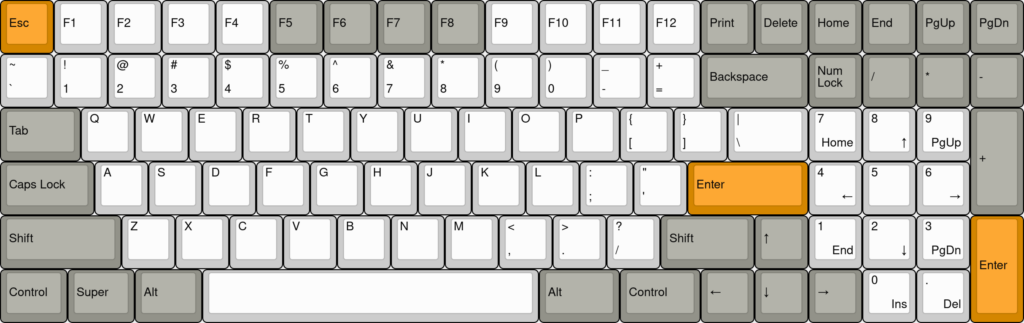 Esc F1 F2 F3 F4 F5 F6 F7 F8 F9 F10 F11 F12 Print Delete Home End PgUp PgDn
~ ! @ # $ % ^ & * ( ) _ +
` 1 2 3 4 5 6 7 8 9 0 - = Backspace Num Lock / * -
Tab Q W E R T Y U I O P { } | 7 8 9
[ ] \ Home ↑ PgUp
+
Caps Lock A S D F G H J K L : " Enter 4 5 6
; ' ← →
Shift Z X C V B N M < > ? Shift ↑ 1 2 3
, . / End ↓ PgDn
Enter
Control Super Alt Alt Control ← ↓ → 0 .
Ins Del